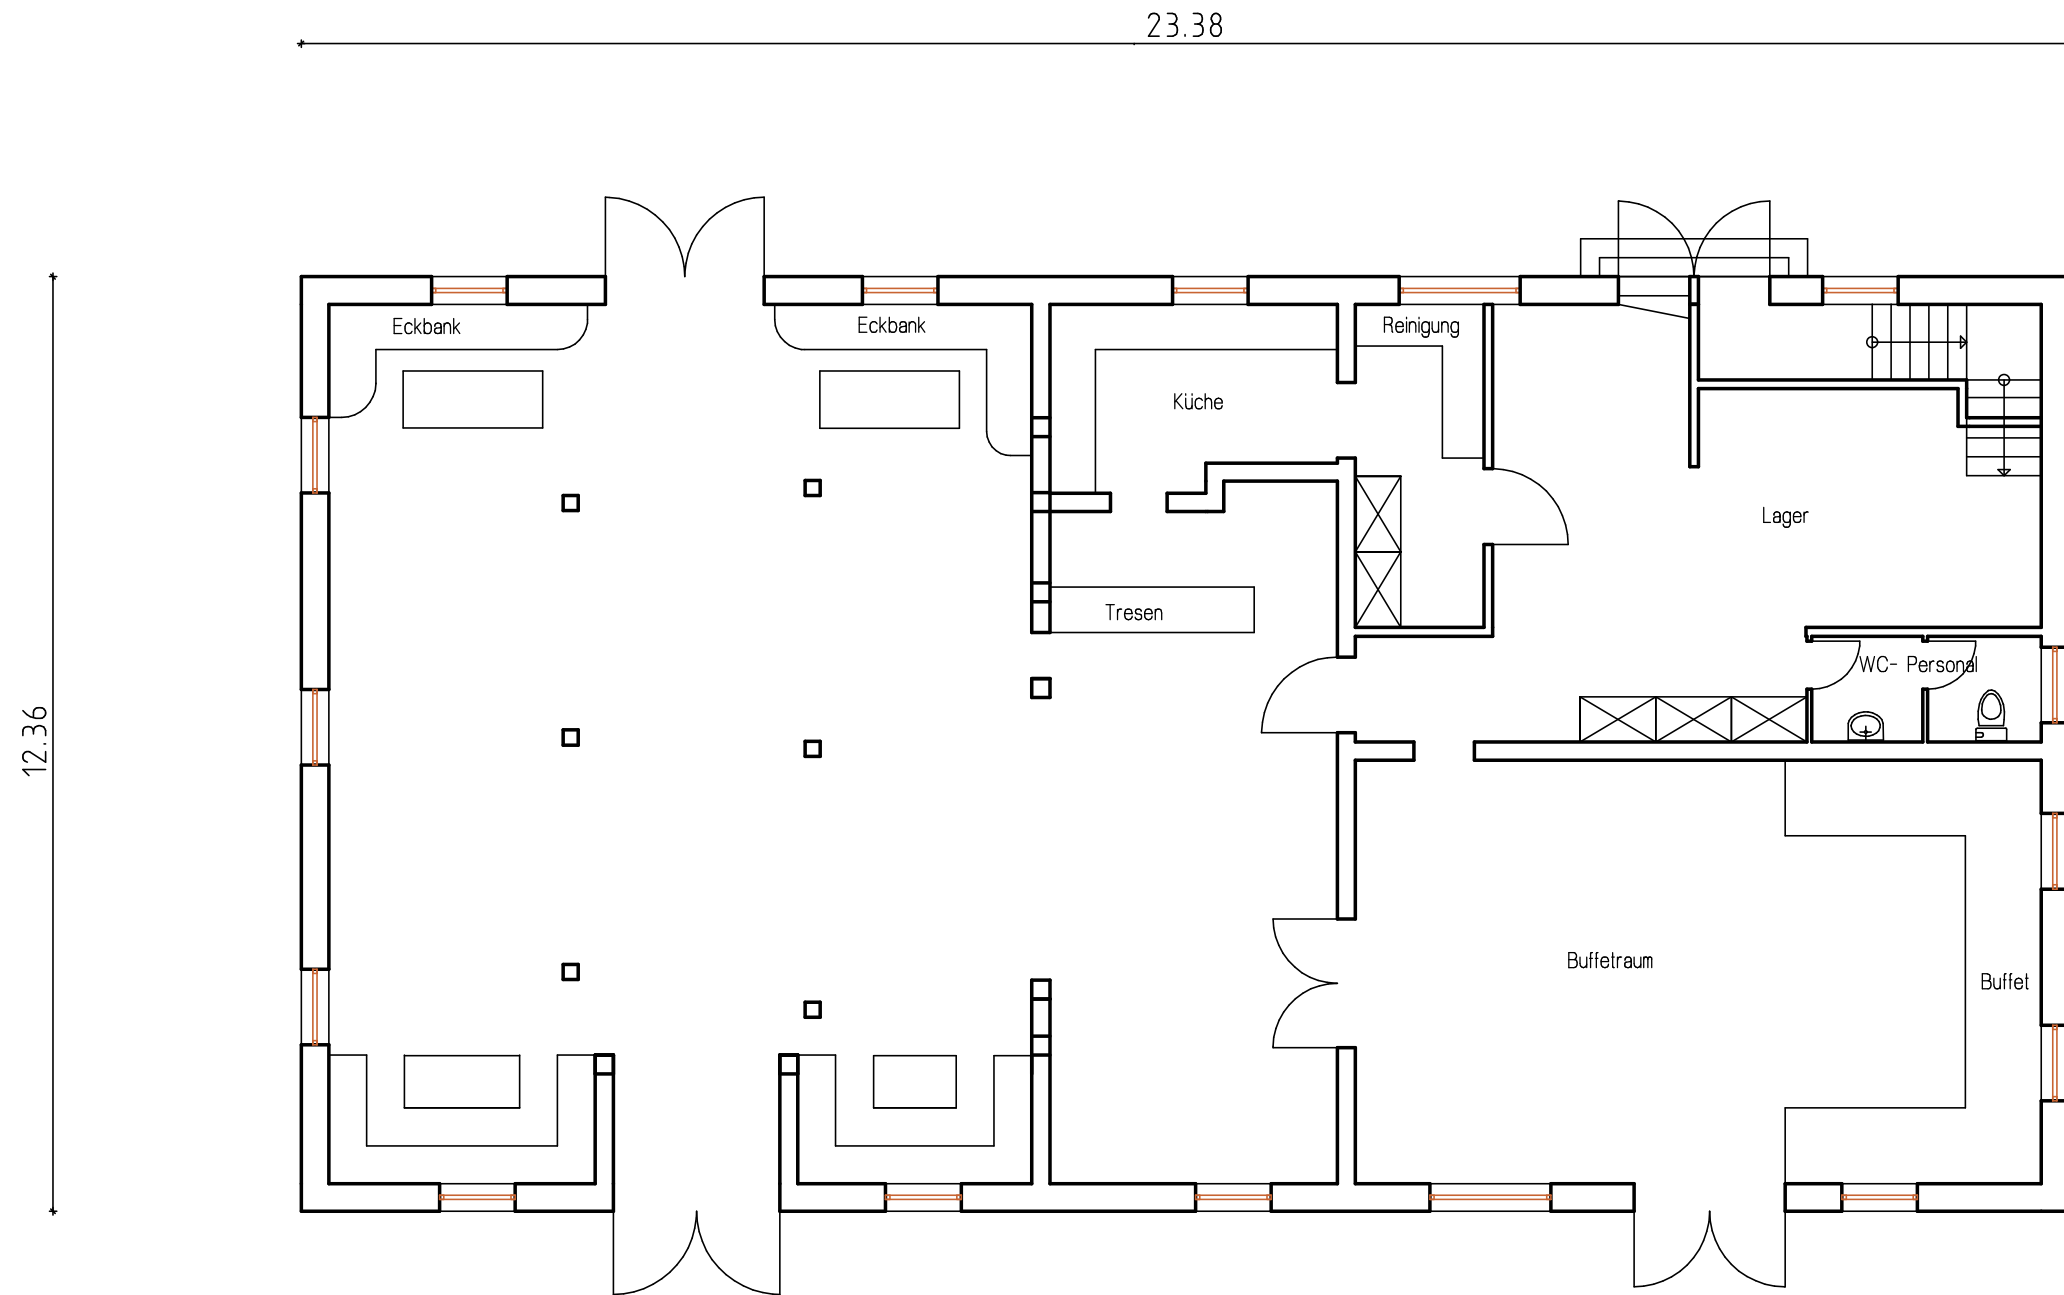 23.38
Eckbank
Eckbank
Reinigung
Küche
Lager
Tresen
WC- Personal
12.36
Buffetraum
Buffet